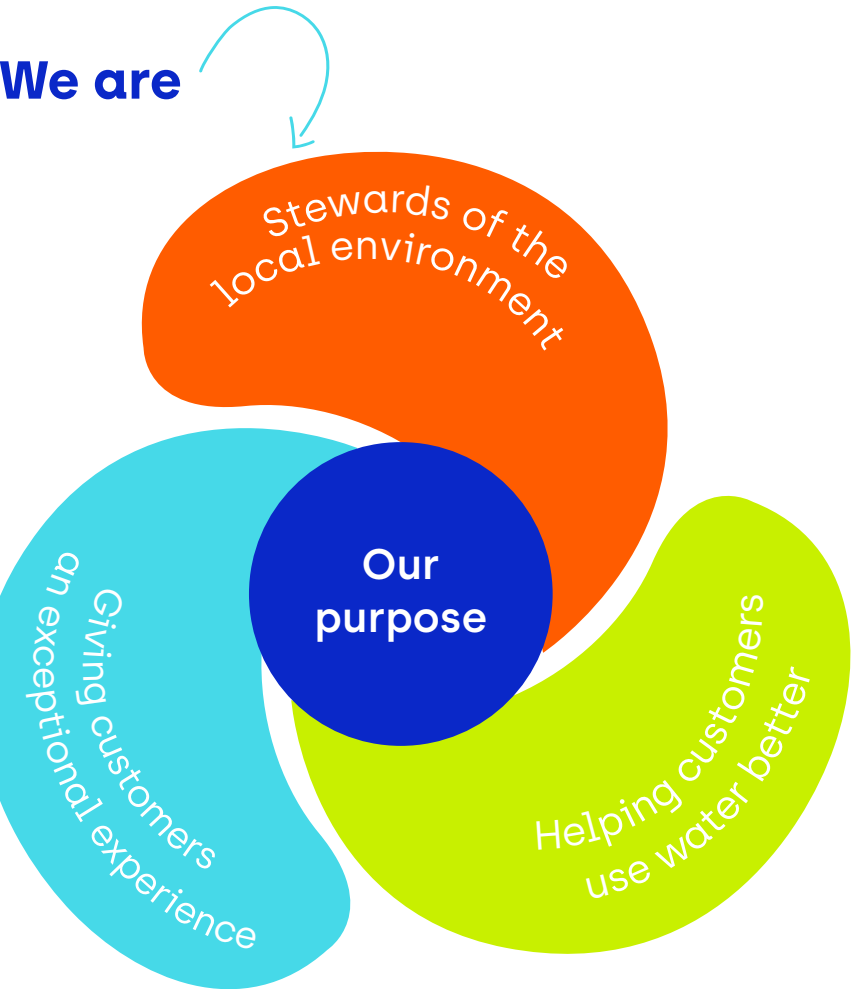 We are
Stewards of the
local environment
Our
purpose
Giving customers
an exceptional experience
Helping customers
use water better